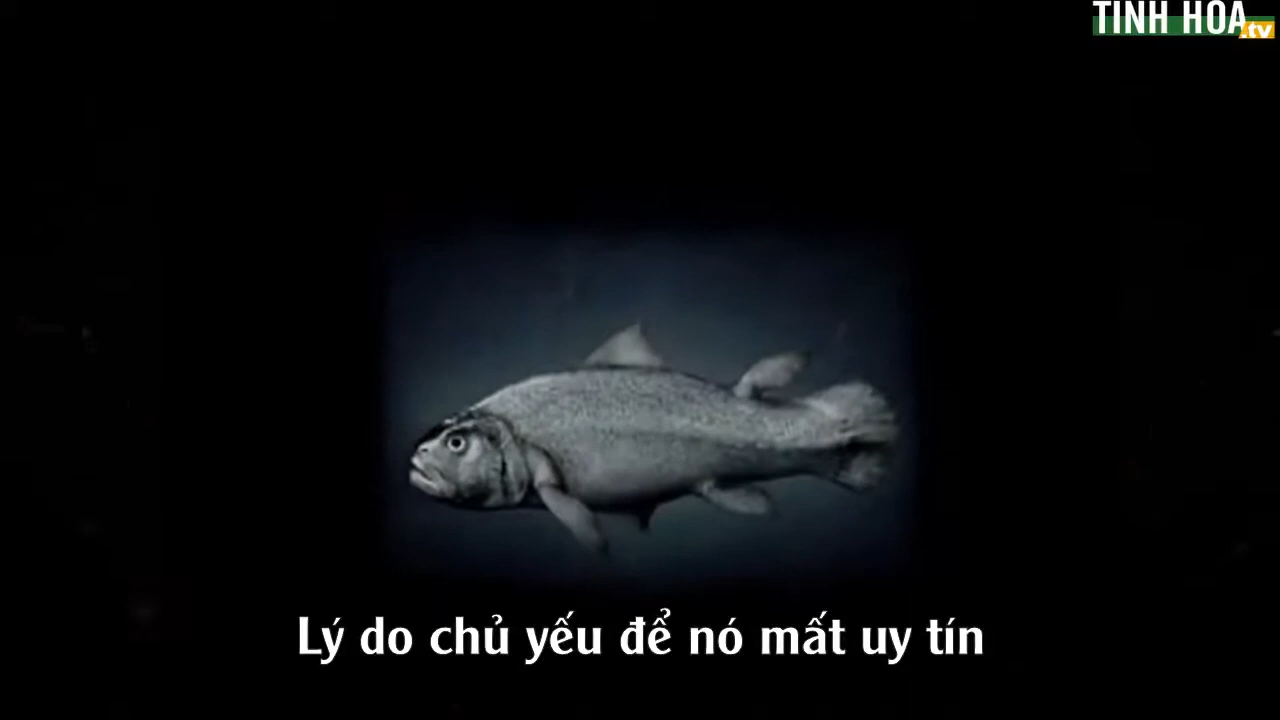 TINH HOA
.tv
Lý do chủ yếu để nó mất uy tín